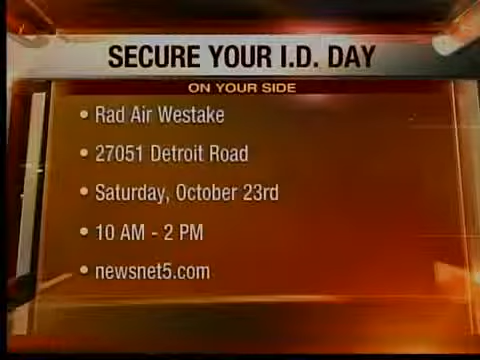 SECURE YOUR I.D. DAY
ON YOUR SIDE
• Rad Air Westake
• 27051 Detroit Road
• Saturday, October 23rd
• 10 AM - 2 PM
• newsnet5.com